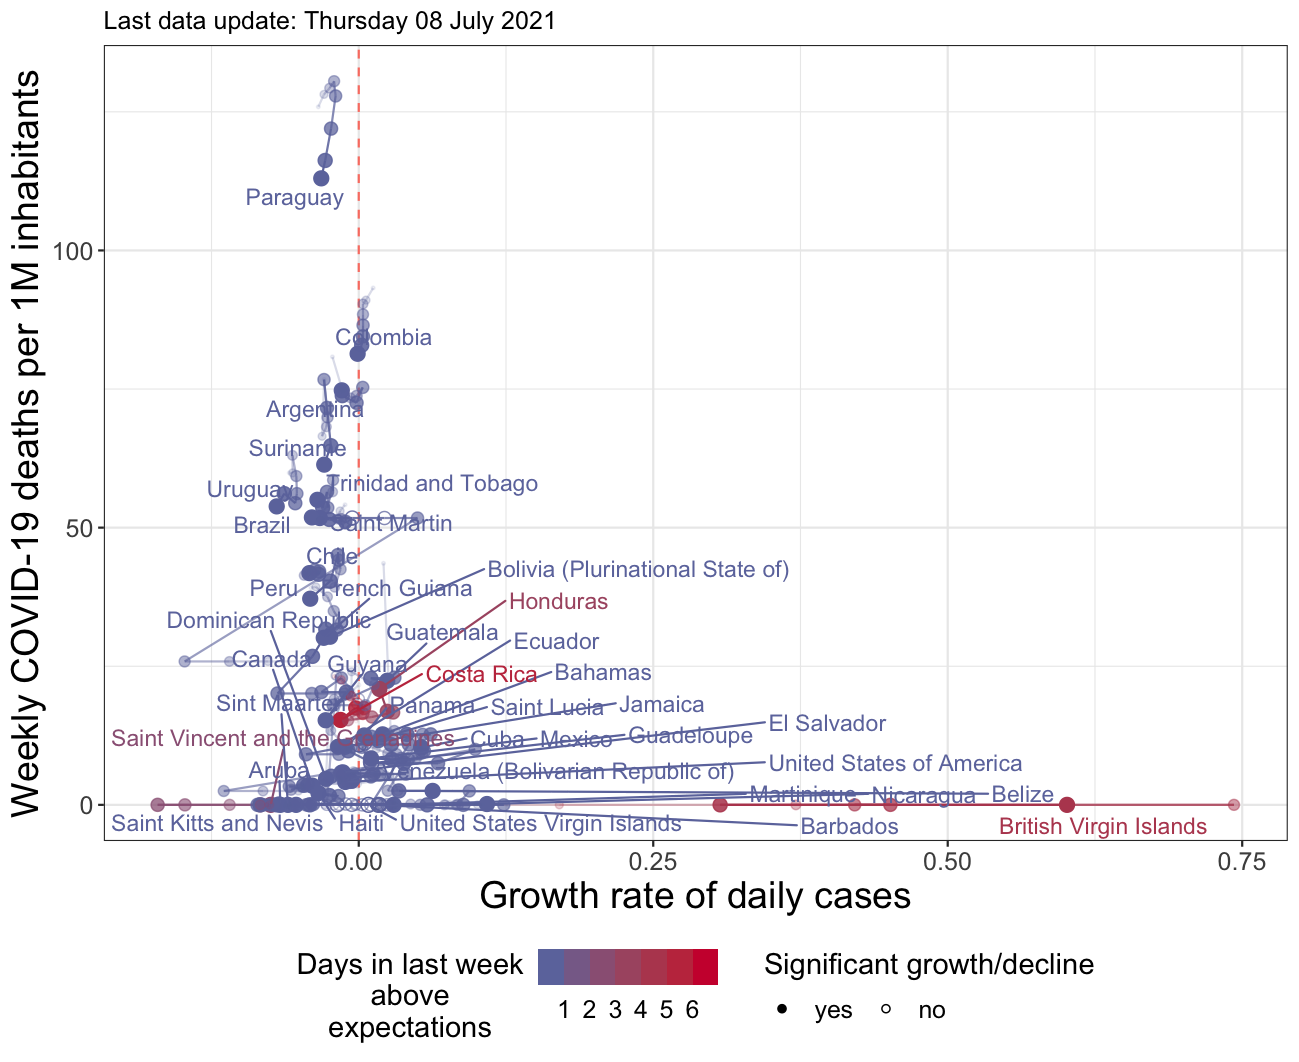 Last data update: Thursday 08 July 2021
Weekly COVID-19 deaths per 1M inhabitants
100
50
0
Paraguay
Colombia
Argentina
Suriname
Uruguay
Trinidad and Tobago
Brazil
Saint Martin
Chile
Bolivia (Plurinational State of)
Peru
French Guiana
Honduras
Dominican Republic
Guatemala
Ecuador
Canada
Guyana
Costa Rica
Bahamas
Sint Maarten
Panama
Saint Lucia
Jamaica
El Salvador
Saint Vincent and the Grenadines
Cuba
Mexico
Guadeloupe
Aruba
Venezuela (Bolivarian Republic of)
United States of America
Martinique
Nicaragua
Belize
Saint Kitts and Nevis
Haiti
United States Virgin Islands
Barbados
British Virgin Islands
0.00
0.25
0.50
0.75
Growth rate of daily cases
Days in last week
above
expectations
1 2 3 4 5 6
Significant growth/decline
yes
no